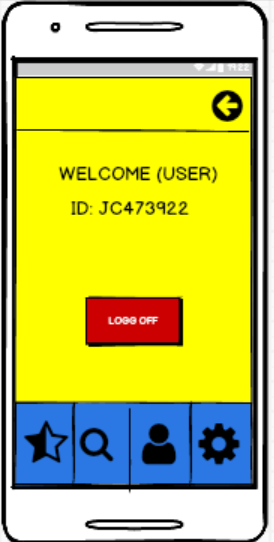 WELCOME (USER)
ID: JC473922
LOGG OFF